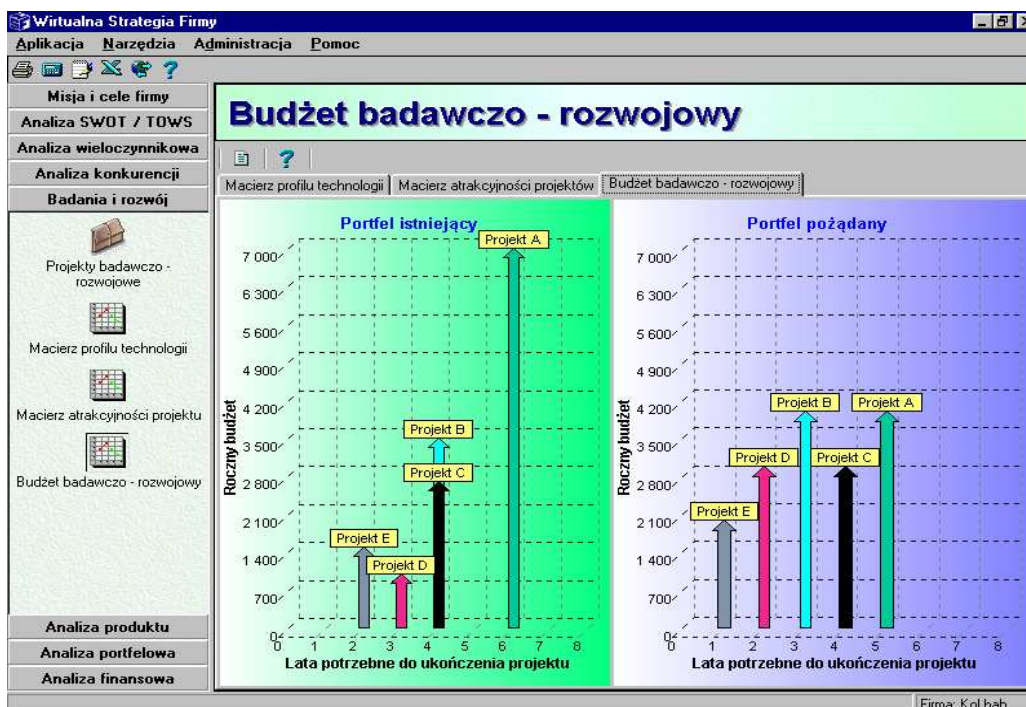 Wirtualna Strategia Firmy
Aplikacja Narzędzia Administracja Pomoc
Misja i cele firmy
Analiza SWOT / TOWS
Analiza wieloczynnikowa
Analiza konkurencji
Badania i rozwój
Projekty badawczo -
rozwojowe
Macierz profilu technologii
Macierz atrakcyjności projektu
Budżet badawczo - rozwojowy
Analiza produktu
Analiza portfelowa
Analiza finansowa
Budżet badawczo - rozwojowy
Macierz profilu technologii Macierz atrakcyjności projektów Budżet badawczo - rozwojowy
Portfel istniejący
Roczny budżet
7 000
6 300
5 600
4 900
4 200
3 500
2 800
2 100
1 400
700
0
Projekt A
Projekt B
Projekt C
Projekt E
Projekt D
0 1 2 3 4 5 6 7 8
Lata potrzebne do ukończenia projektu
Portfel pożądany
Roczny budżet
7 000
6 300
5 600
4 900
4 200
3 500
2 800
2 100
1 400
700
0
Projekt B Projekt A
Projekt D Projekt C
Projekt E
0 1 2 3 4 5 6 7 8
Lata potrzebne do ukończenia projektu
Firma: Kol hab